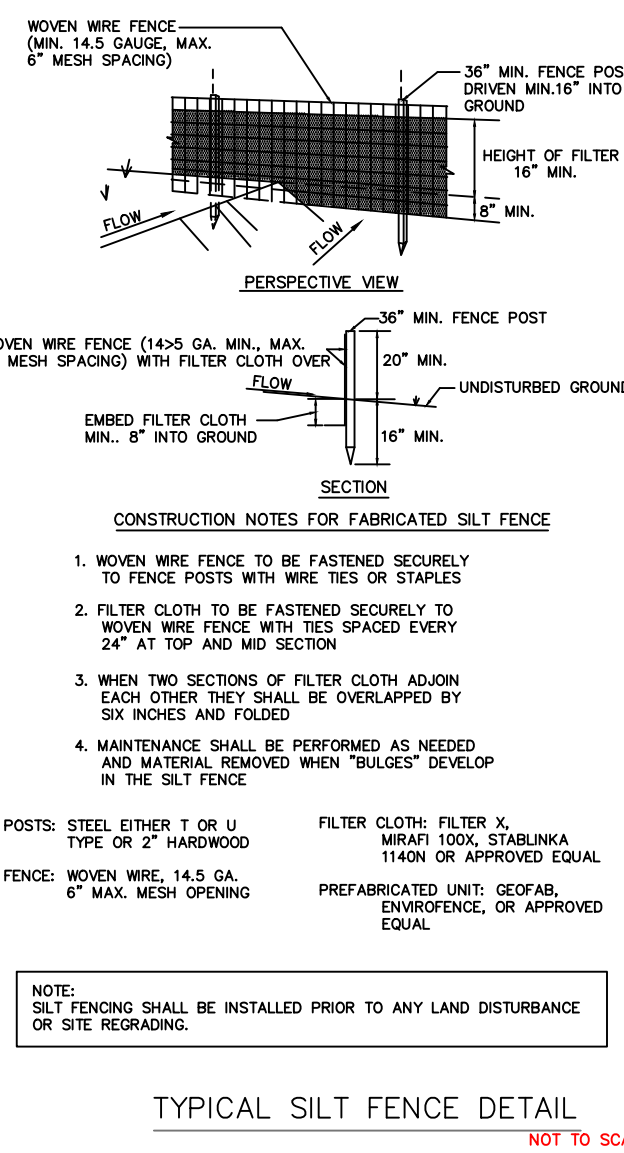 WOVEN WIRE FENCE
(MIN. 14.5 GAUGE, MAX.
6" MESH SPACING)
36" MIN. FENCE POS
DRIVEN MIN.16" INTO
GROUND
HEIGHT OF FILTER
16" MIN.
8" MIN.
FLOW
FLOW
PERSPECTIVE VIEW
36" MIN. FENCE POST
OVEN WIRE FENCE (14>5 GA. MIN., MAX.
MESH SPACING) WITH FILTER CLOTH OVER
20" MIN.
FLOW
UNDISTURBED GROUND
EMBED FILTER CLOTH
MIN.. 8" INTO GROUND
16" MIN.
SECTION
CONSTRUCTION NOTES FOR FABRICATED SILT FENCE
1. WOVEN WIRE FENCE TO BE FASTENED SECURELY
TO FENCE POSTS WITH WIRE TIES OR STAPLES
2. FILTER CLOTH TO BE FASTENED SECURELY TO
WOVEN WIRE FENCE WITH TIES SPACED EVERY
24" AT TOP AND MID SECTION
3. WHEN TWO SECTIONS OF FILTER CLOTH ADJOIN
EACH OTHER THEY SHALL BE OVERLAPPED BY
SIX INCHES AND FOLDED
4. MAINTENANCE SHALL BE PERFORMED AS NEEDED
AND MATERIAL REMOVED WHEN "BULGES" DEVELOP
IN THE SILT FENCE
POSTS: STEEL EITHER T OR U
TYPE OR 2" HARDWOOD
FENCE: WOVEN WIRE, 14.5 GA.
6" MAX. MESH OPENING
FILTER CLOTH: FILTER X,
MIRAFI 100X, STABLINKA
1140N OR APPROVED EQUAL
PREFABRICATED UNIT: GEOFAB,
ENVIROFENCE, OR APPROVED
EQUAL
NOTE:
SILT FENCING SHALL BE INSTALLED PRIOR TO ANY LAND DISTURBANCE
OR SITE REGRADING.
TYPICAL SILT FENCE DETAIL
NOT TO SCA